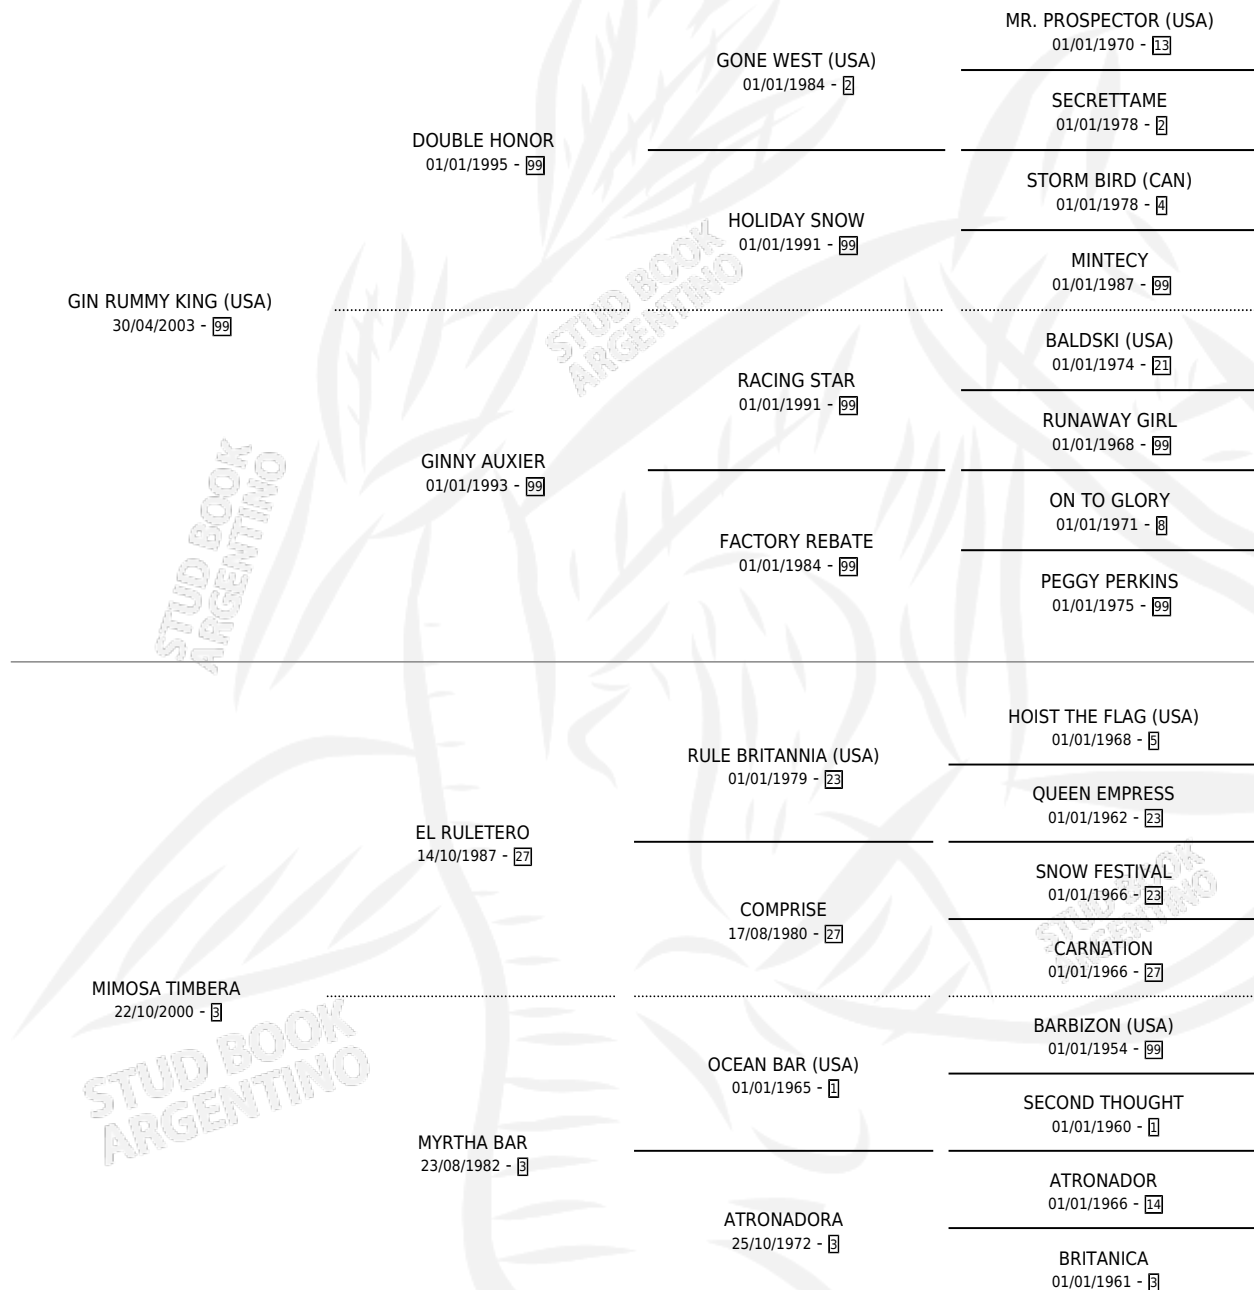 MR. PROSPECTOR (USA)
01/01/1970 - 13
GONE WEST (USA)
01/01/1984 - 2
SECRETTAME
01/01/1978 - 2
DOUBLE HONOR
01/01/1995 - 99
STORM BIRD (CAN)
01/01/1978 - 4
HOLIDAY SNOW
01/01/1991 - 99
MINTECY
01/01/1987 - 99
GIN RUMMY KING (USA)
30/04/2003 - 99
STUD BOOK
ARGENTINO
BALDSKI (USA)
01/01/1974 - 21
RACING STAR
01/01/1991 - 99
RUNAWAY GIRL
01/01/1968 - 99
GINNY AUXIER
01/01/1993 - 99
ON TO GLORY
01/01/1971 - 8
FACTORY REBATE
01/01/1984 - 99
PEGGY PERKINS
01/01/1975 - 99
STUD BOOK
ARGENTINO
HOIST THE FLAG (USA)
01/01/1968 - 5
RULE BRITANNIA (USA)
01/01/1979 - 23
QUEEN EMPRESS
01/01/1962 - 23
EL RULETERO
14/10/1987 - 27
SNOW FESTIVAL
01/01/1966 - 23
COMPRISE
17/08/1980 - 27
CARNATION
01/01/1966 - 27
STUD BOOK
ARGENTINO
MIMOSA TIMBERA
22/10/2000 - 3
STUD BOOK
ARGENTINO
BARBIZON (USA)
01/01/1954 - 99
OCEAN BAR (USA)
01/01/1965 - 1
SECOND THOUGHT
01/01/1960 - 1
MYRTHA BAR
23/08/1982 - 3
ATRONADOR
01/01/1966 - 14
ATRONADORA
25/10/1972 - 3
BRITANICA
01/01/1961 - 3